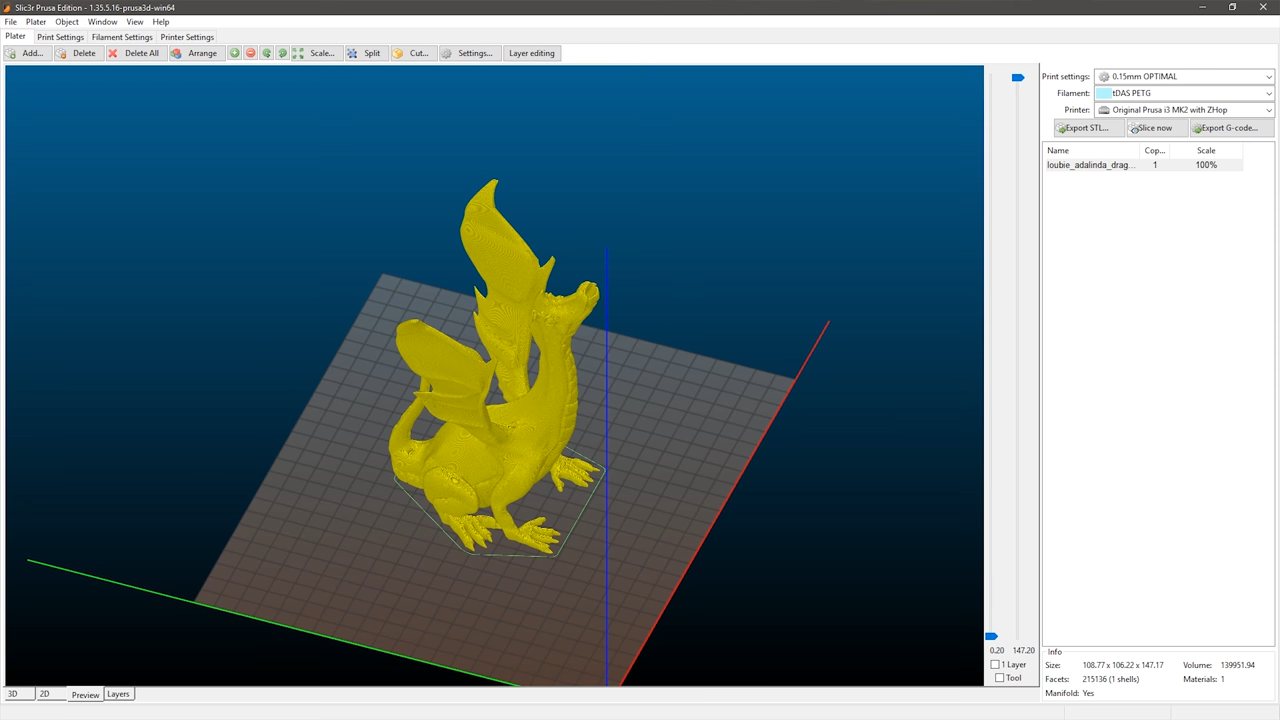 Slic3r Prusa Edition - 1.35.5.16-prusa3d-win64
File Plater Object Window View Help
Plater Print Settings Filament Settings Printer Settings
Add... Delete Delete All Arrange Scale... Split Cut... Settings... Layer editing
Print settings: 0.15mm OPTIMAL
Filament: tDAS PETG
Printer: Original Prusa i3 MK2 with ZHop
Export STL... Slice now Export G-code...
Name Cop... Scale
loubie_adalinda_drag... 1 100%
0.20 147.20
1 Layer
Tool
Info
Size: 108.77 x 106.22 x 147.17 Volume: 139951.94
Facets: 215136 (1 shells) Materials: 1
Manifold: Yes
3D 2D Preview Layers